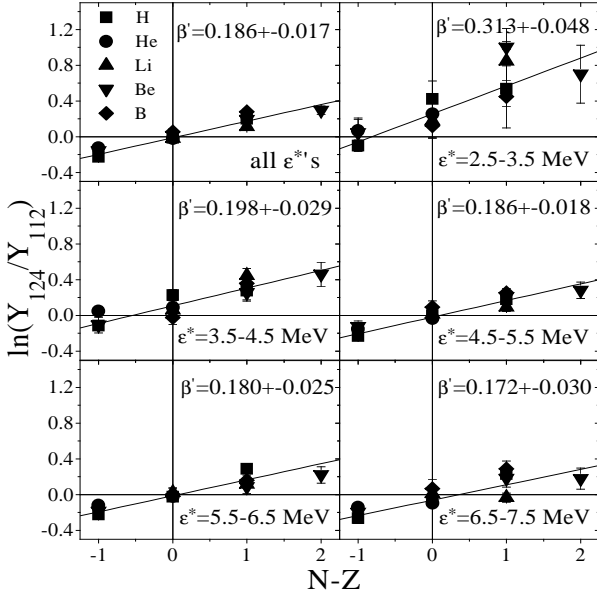 H
He
Li
Be
B
β'=0.186+-0.017
all ε*'s
β'=0.313+-0.048
ε*=2.5-3.5 MeV
β'=0.198+-0.029
ε*=3.5-4.5 MeV
β'=0.186+-0.018
ε*=4.5-5.5 MeV
β'=0.180+-0.025
ε*=5.5-6.5 MeV
β'=0.172+-0.030
ε*=6.5-7.5 MeV
1.2
0.8
0.4
0.0
-0.4
1.2
0.8
0.4
0.0
-0.4
1.2
0.8
0.4
0.0
-0.4
ln(Y124/Y112)
-1 0 1 2 -1 0 1 2
N-Z